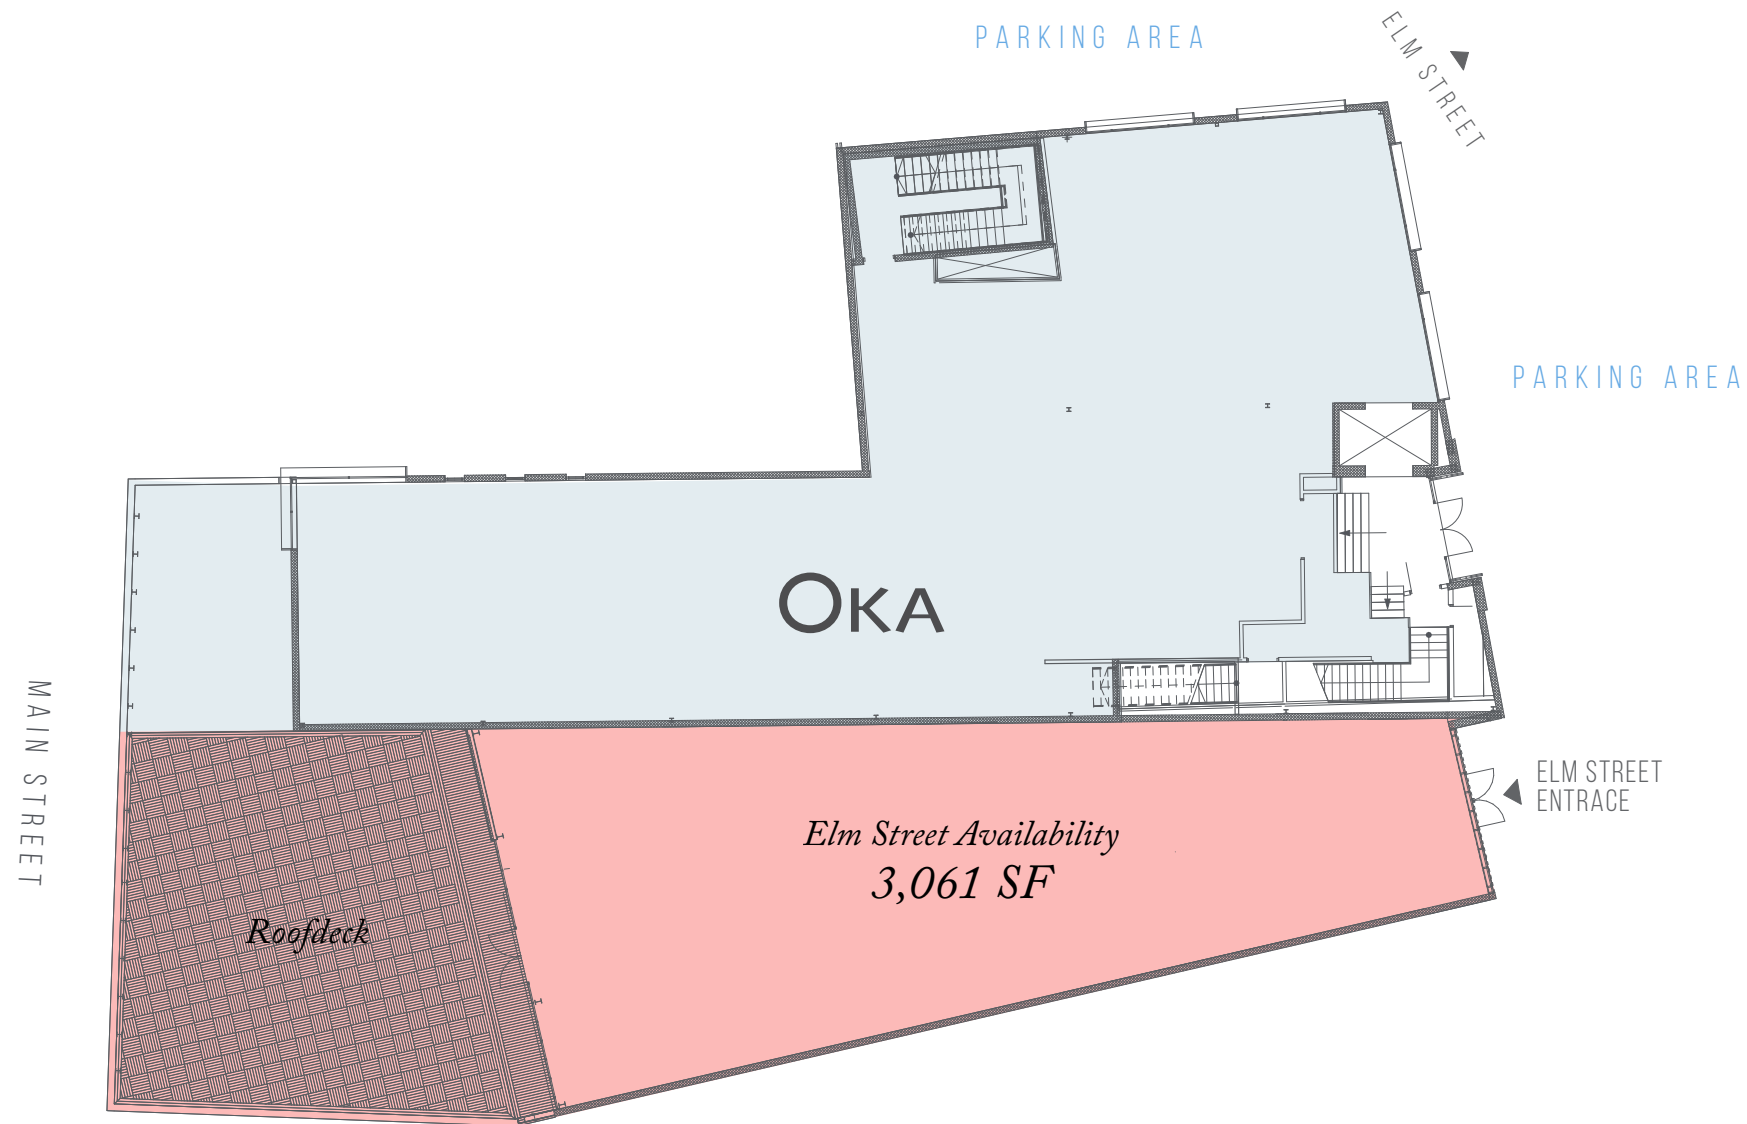 PARKING AREA
ELM STREET
PARKING AREA
OKA
MAIN STREET
ELM STREET
ENTRACE
Elm Street Availability
3,061 SF
Roofdeck